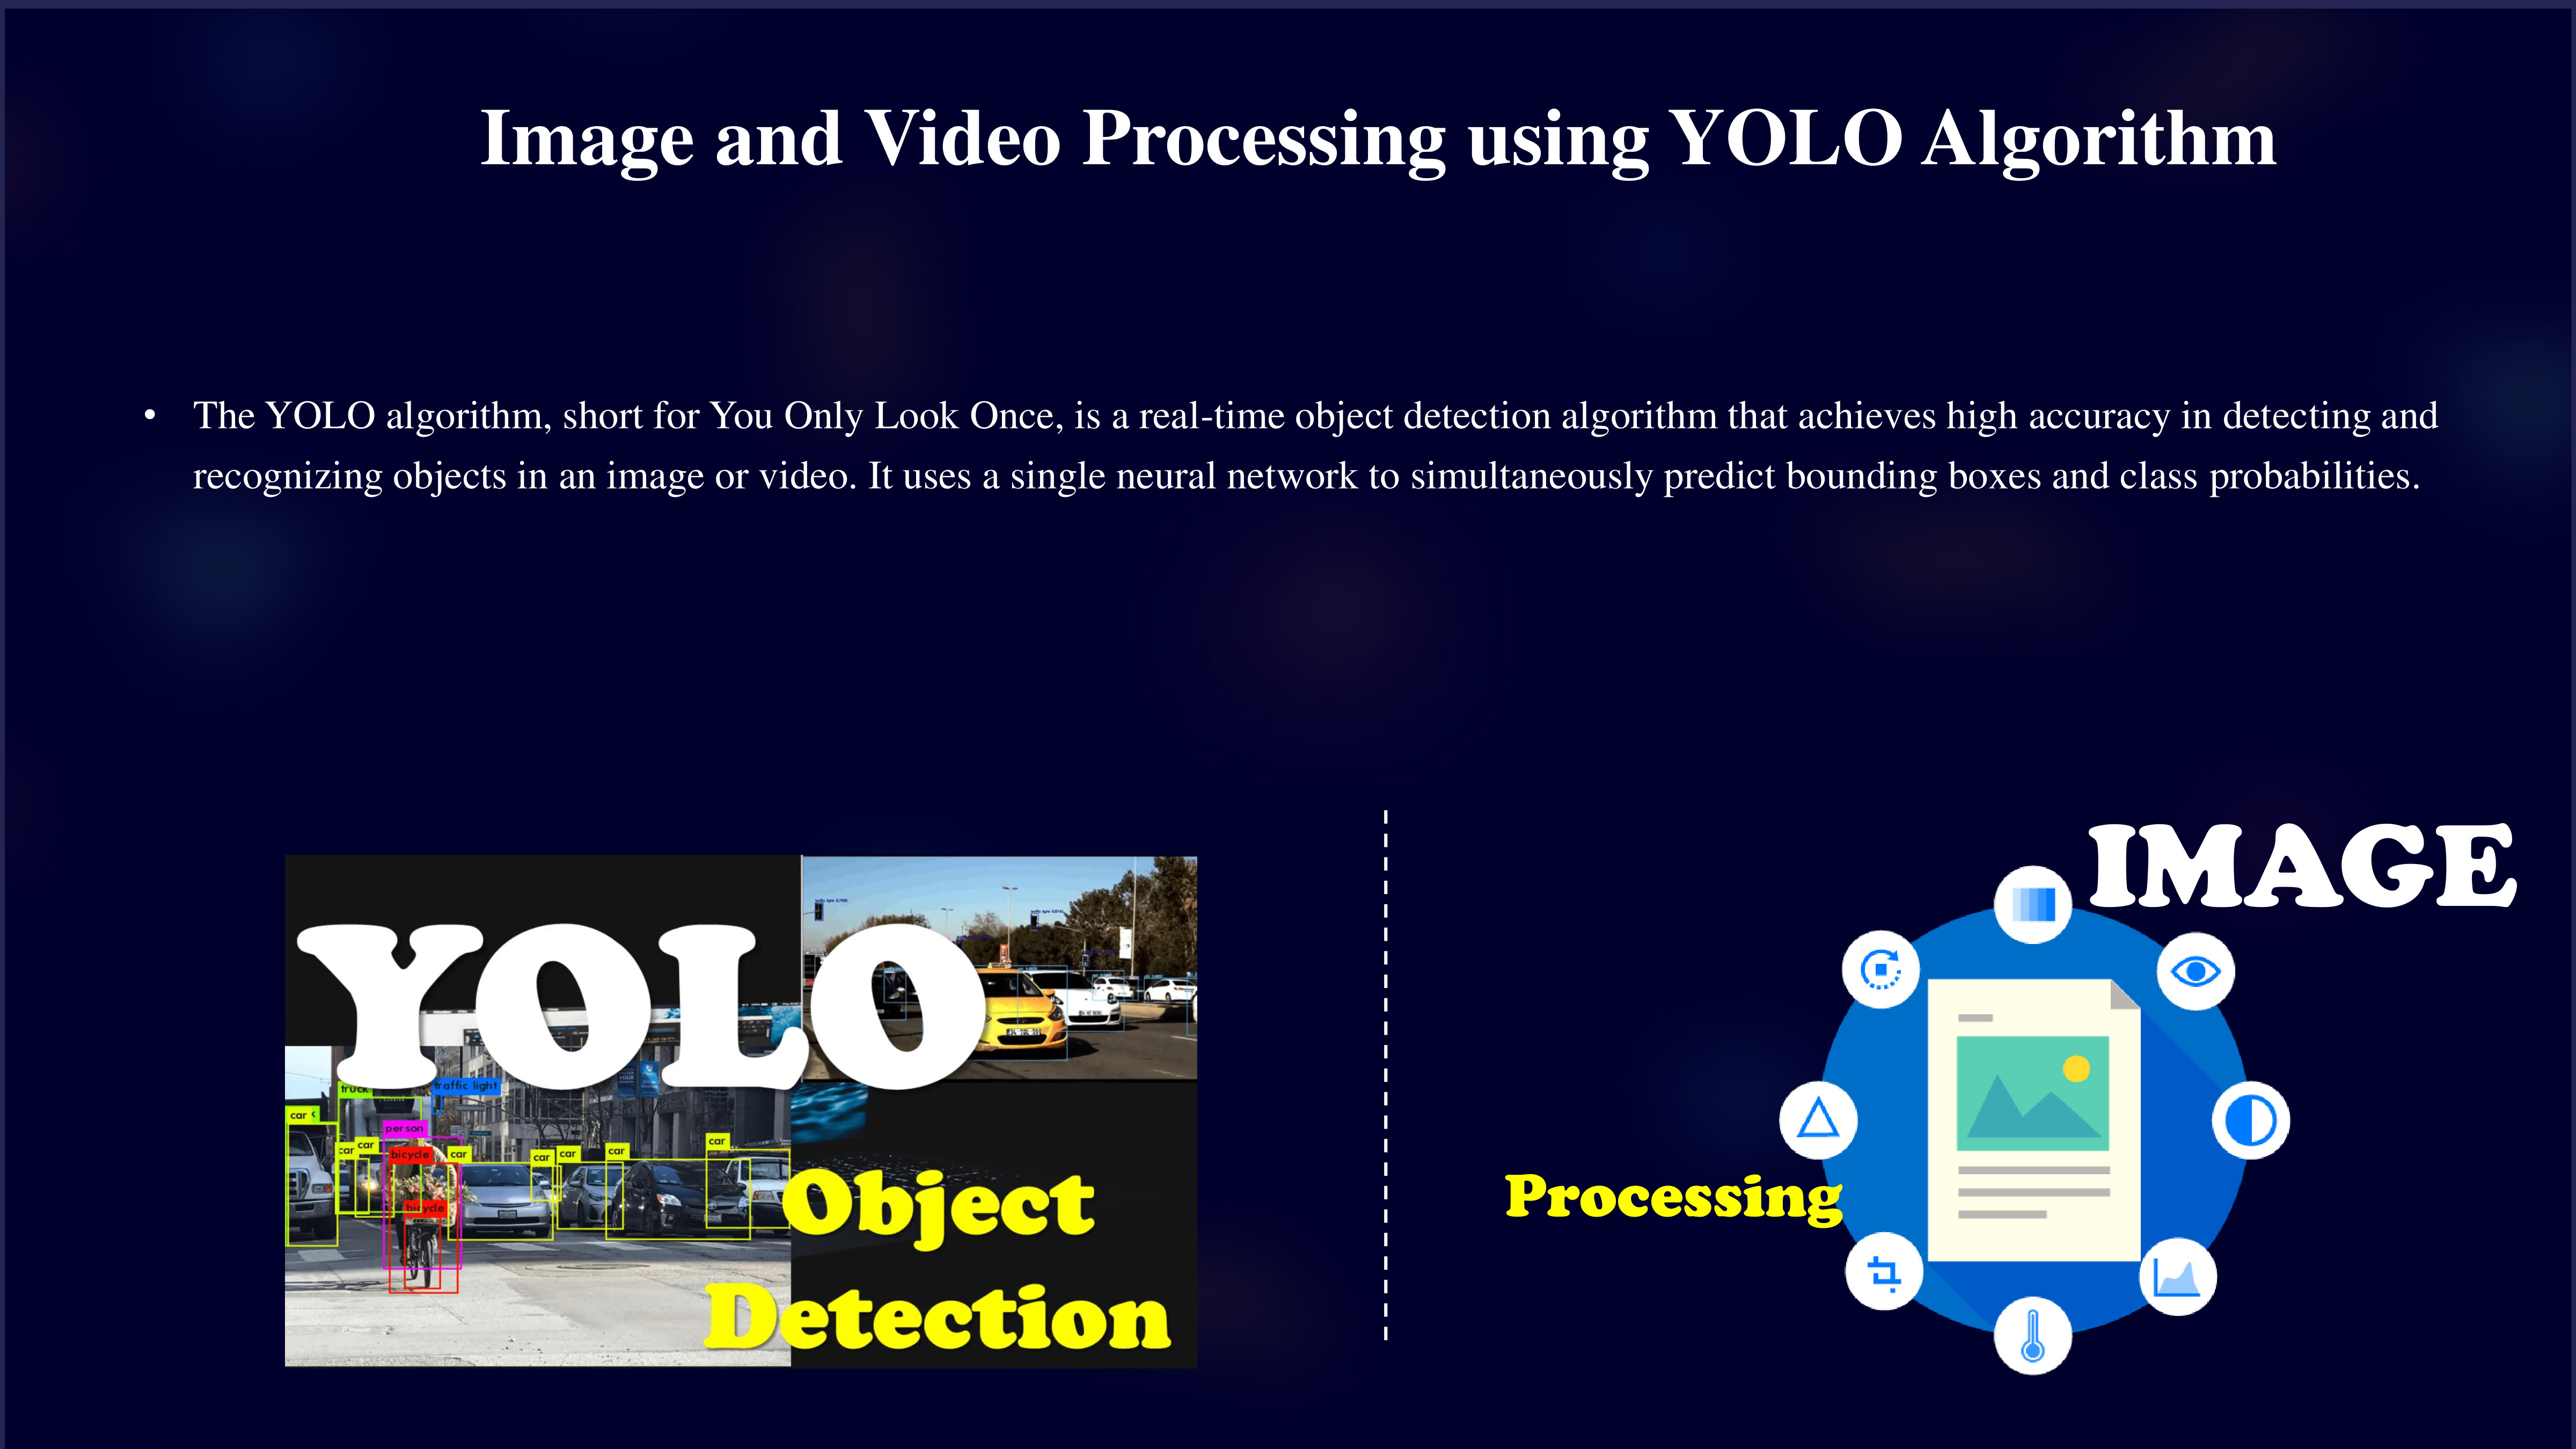 Image and Video Processing using YOLO Algorithm
• The YOLO algorithm, short for You Only Look Once, is a real-time object detection algorithm that achieves high accuracy in detecting and
recognizing objects in an image or video. It uses a single neural network to simultaneously predict bounding boxes and class probabilities.
YOLO
truck
traffic light
car
person
car
car
bicycle
car
car
car
car
car
bicycle
Object
Detection
IMAGE
Processing